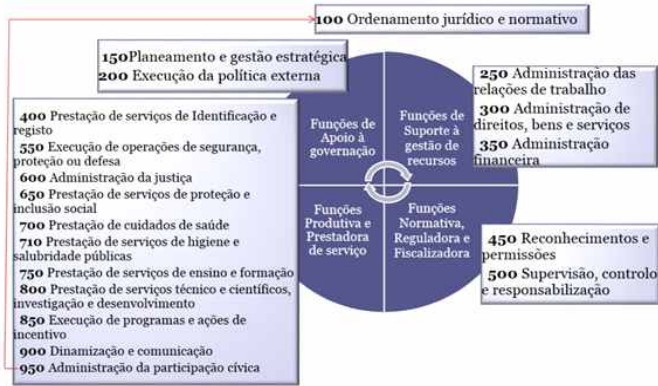 100 Ordenamento jurídico e normativo
150Planeamento e gestão estratégica
200 Execução da política externa
250 Administração das
relações de trabalho
300 Administração de
direitos, bens e serviços
350 Administração
financeira
400 Prestação de serviços de Identificação e
registo
550 Execução de operações de segurança,
proteção ou defesa
600 Administração da justiça
650 Prestação de serviços de proteção e
inclusão social
700 Prestação de cuidados de saúde
710 Prestação de serviços de higiene e
salubridade públicas
750 Prestação de serviços de ensino e formação
800 Prestação de serviços técnico e científicos,
investigação e desenvolvimento
850 Execução de programas e ações de
incentivo
900 Dinamização e comunicação
950 Administração da participação cívica
Funções de
Apoio à
governação
Funções de
Suporte à
gestão de
recursos
Funções
Produtiva e
Prestadora
de serviço
Funções
Normativa,
Reguladora e
Fiscalizadora
450 Reconhecimentos e
permissões
500 Supervisão, controlo
e responsabilização